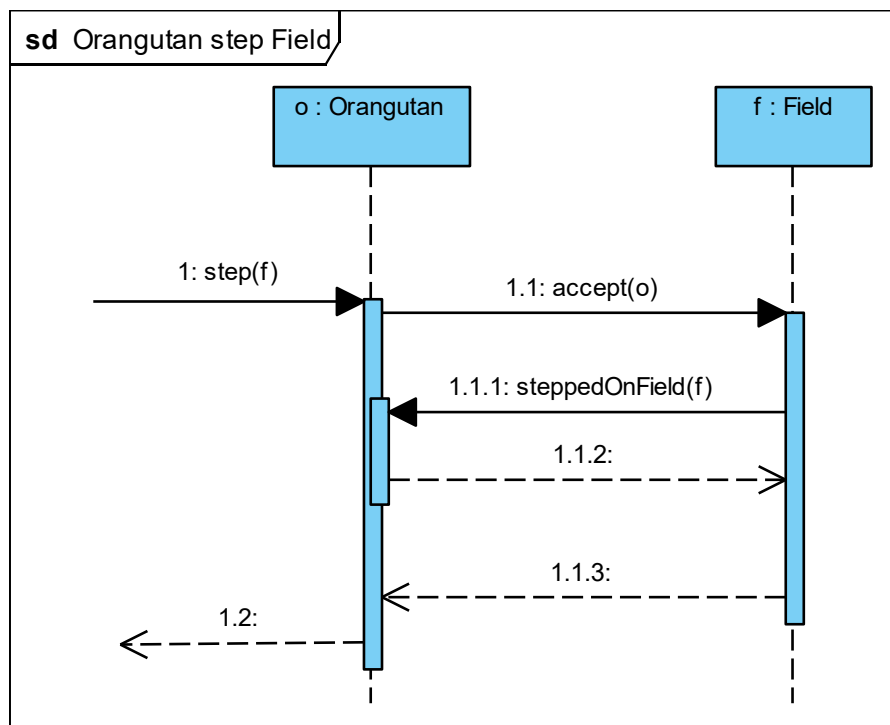 sd Orangutan step Field
o : Orangutan
f : Field
1: step(f)
1.1: accept(o)
1.1.1: steppedOnField(f)
1.1.2:
1.1.3:
1.2: